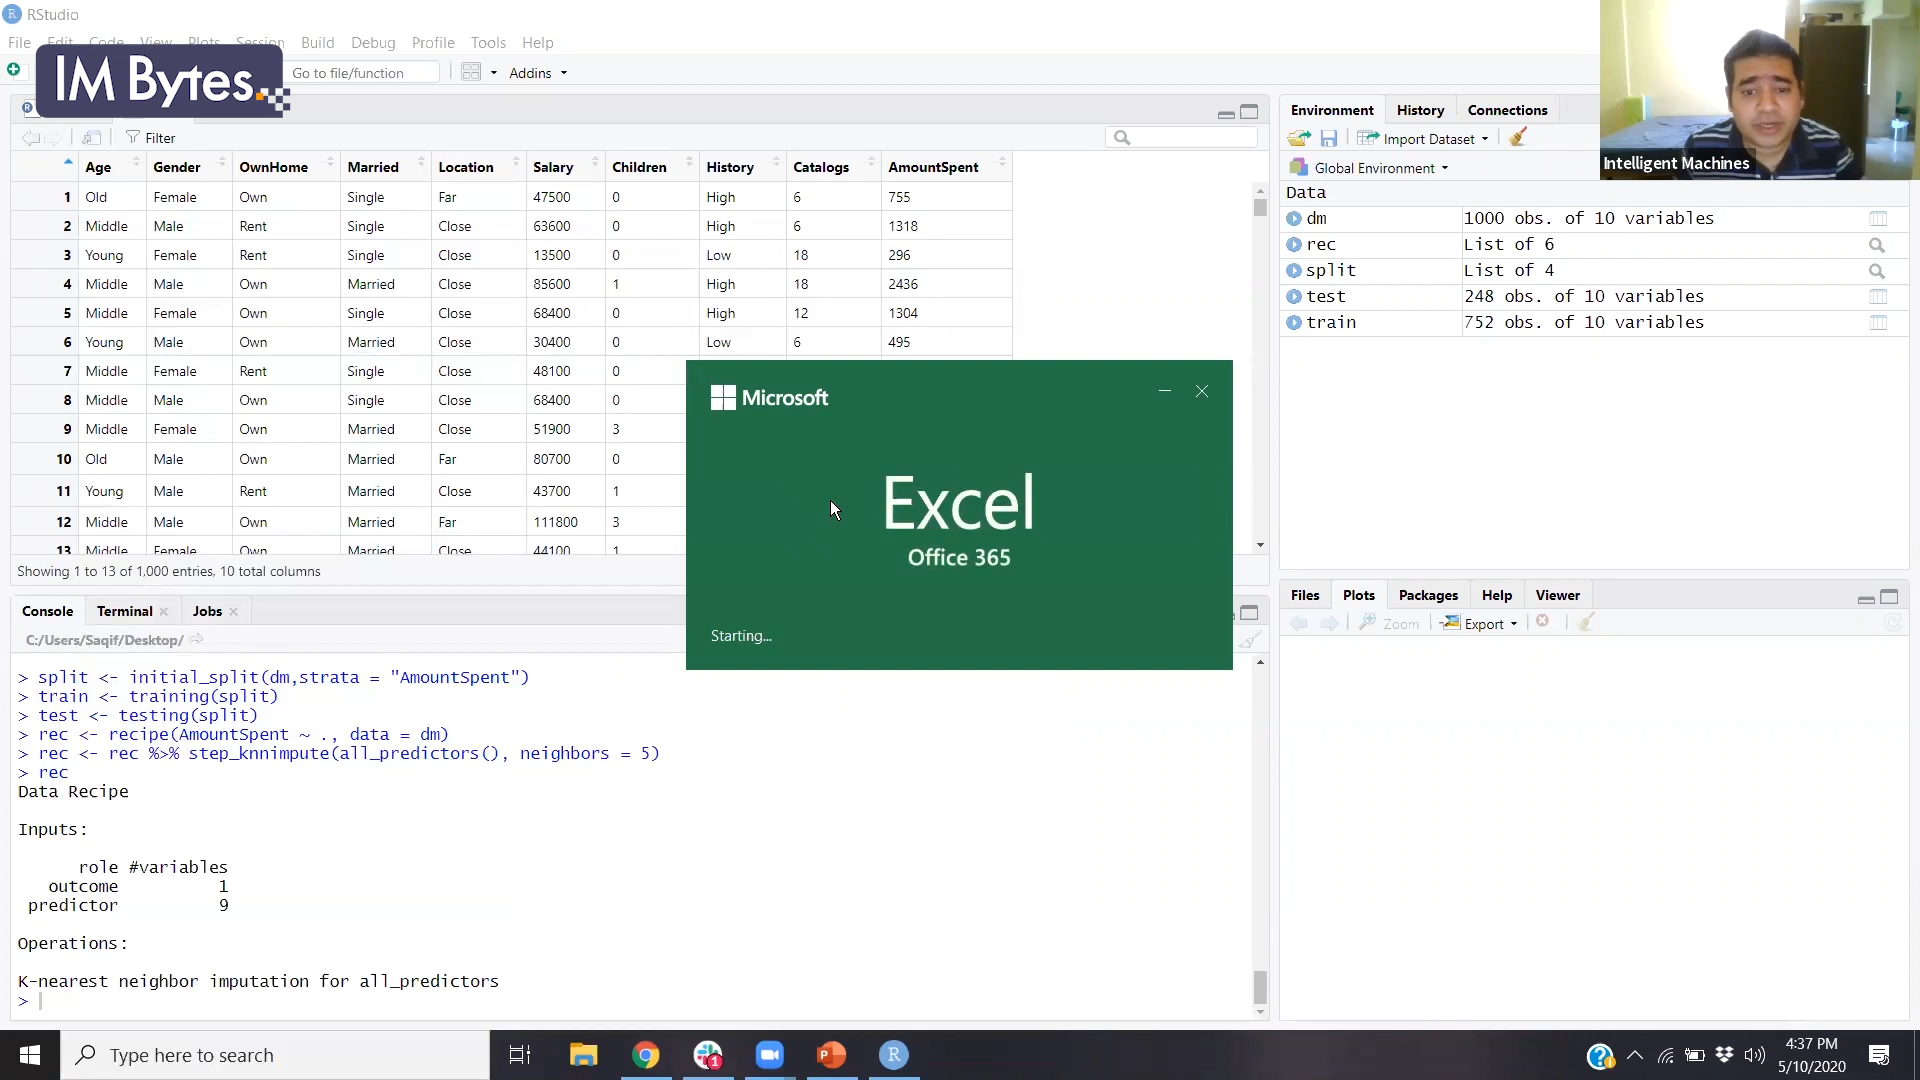 RStudio
File Edit Code View Plots Session Build Debug Profile Tools Help
IM Bytes
Go to file/function
Addins
Filter
Age Gender OwnHome Married Location Salary Children History Catalogs AmountSpent
1 Old Female Own Single Far 47500 0 High 6 755
2 Middle Male Rent Single Close 63600 0 High 6 1318
3 Young Female Rent Single Close 13500 0 Low 18 296
4 Middle Male Own Married Close 85600 1 High 18 2436
5 Middle Female Own Single Close 68400 0 High 12 1304
6 Young Male Own Married Close 30400 0 Low 6 495
7 Middle Female Rent Single Close 48100 0
8 Middle Male Own Single Close 68400 0
9 Middle Female Own Married Close 51900 3
10 Old Male Own Married Far 80700 0
11 Young Male Rent Married Close 43700 1
12 Middle Male Own Married Far 111800 3
13 Middle Female Own Married Close 44100 1
Showing 1 to 13 of 1,000 entries, 10 total columns
Microsoft
Excel
Office 365
Starting...
Console Terminal Jobs
C:/Users/Saqif/Desktop/
> split <- initial_split(dm,strata = "AmountSpent")
> train <- training(split)
> test <- testing(split)
> rec <- recipe(AmountSpent ~ ., data = dm)
> rec <- rec %>% step_knnimpute(all_predictors(), neighbors = 5)
> rec
Data Recipe
Inputs:
role #variables
outcome 1
predictor 9
Operations:
K-nearest neighbor imputation for all_predictors
>
Environment History Connections
Import Dataset
Global Environment
Data
dm 1000 obs. of 10 variables
rec List of 6
split List of 4
test 248 obs. of 10 variables
train 752 obs. of 10 variables
Intelligent Machines
Files Plots Packages Help Viewer
Zoom Export
Type here to search
4:37 PM
5/10/2020